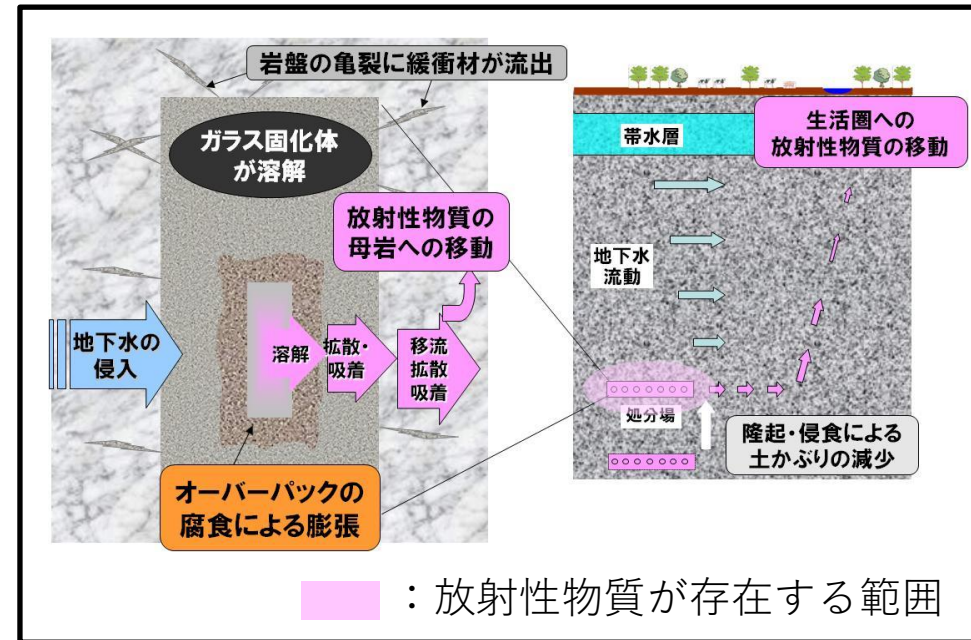 岩盤の亀裂に緩衝材が流出
ガラス固化体
が溶解
放射性物質の
母岩への移動
地下水の
侵入
溶解
拡散・
吸着
移流
拡散
吸着
オーバーパックの
腐食による膨張
帯水層
生活圏への
放射性物質の移動
地下水
流動
処分場
隆起・侵食による
土かぶりの減少
：放射性物質が存在する範囲